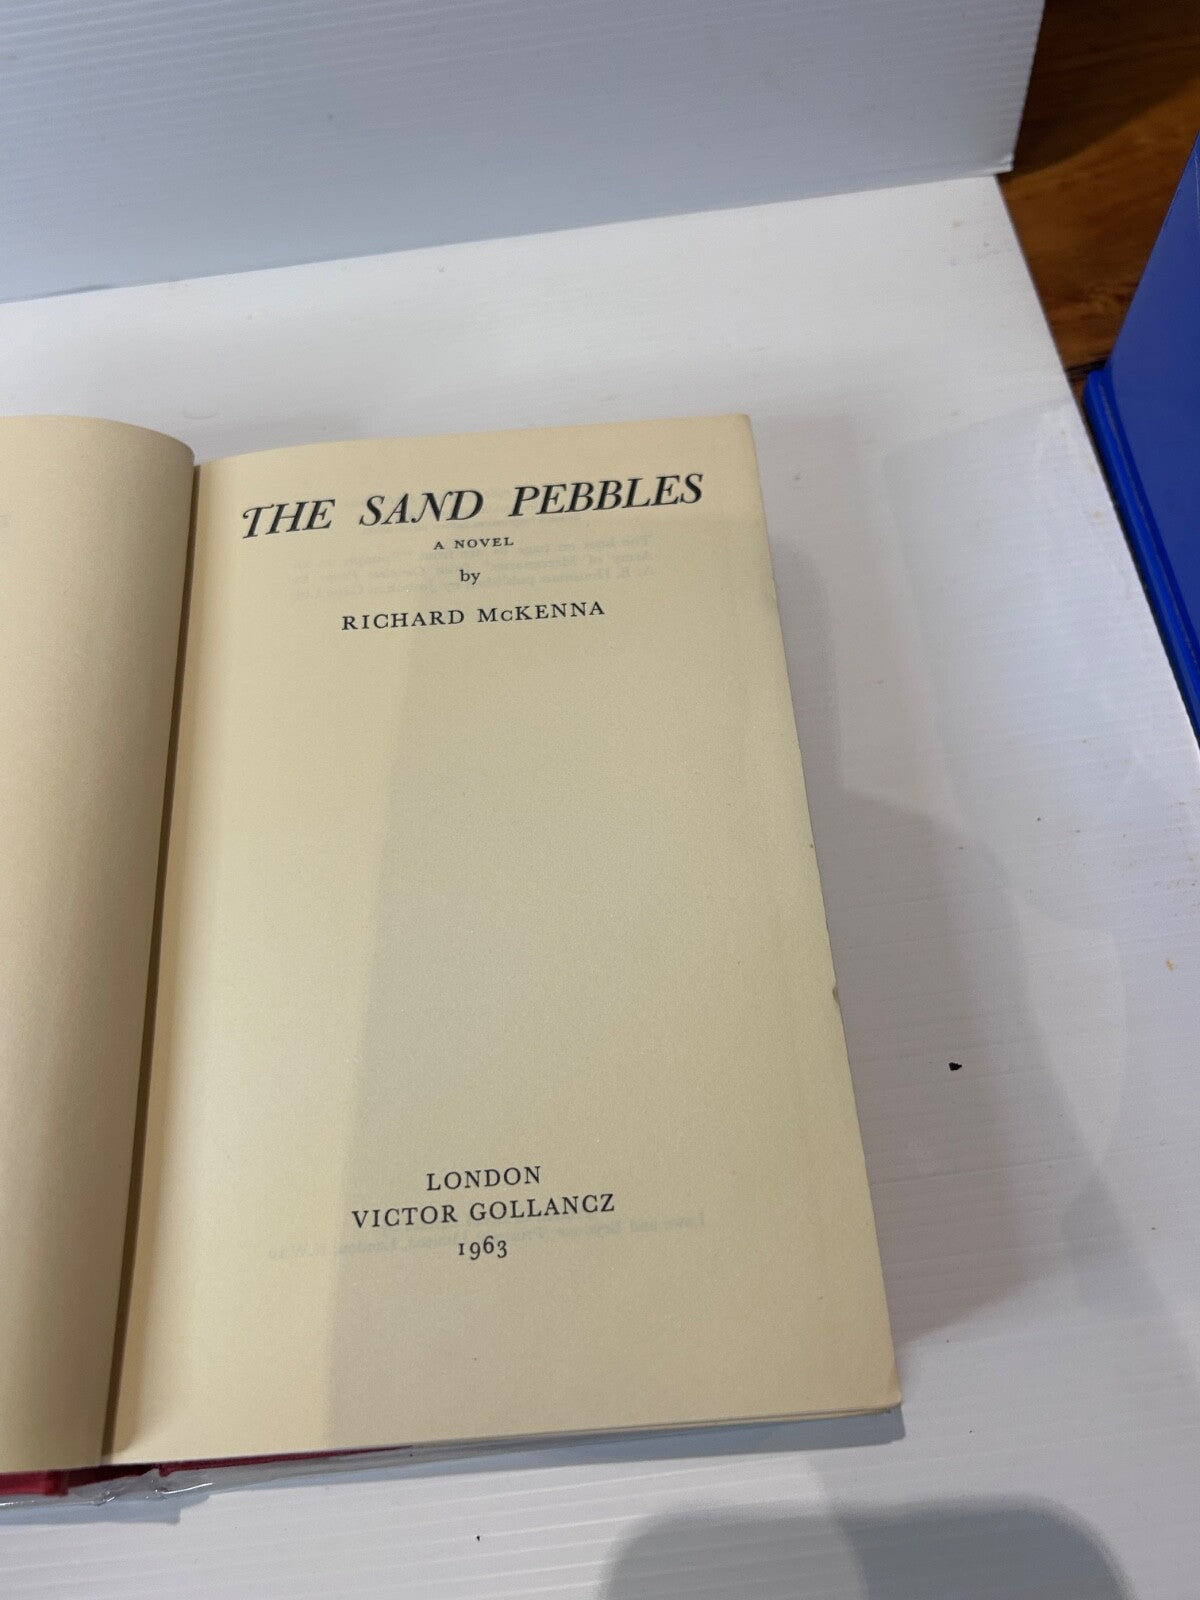 THE SAND PEBBLES
A NOVEL
by
RICHARD McKENNA
LONDON
VICTOR GOLLANCZ
1963